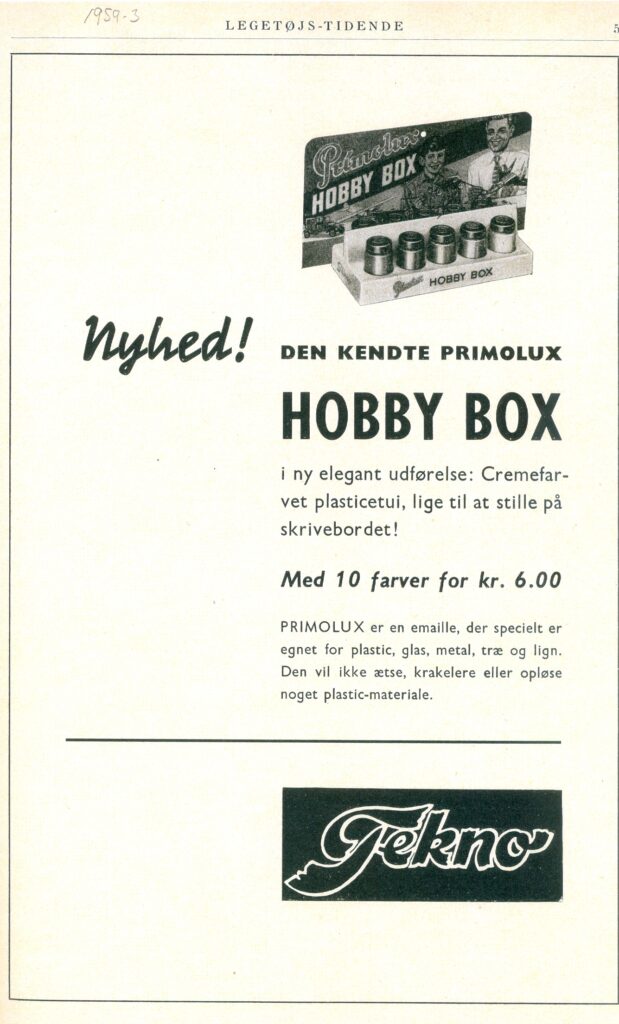 1959-3
LEGETØJS-TIDENDE
5
Primolux
HOBBY BOX
Primolux HOBBY BOX
Nyhed! DEN KENDTE PRIMOLUX
HOBBY BOX
i ny elegant udførelse: Cremefar-
vet plasticetui, lige til at stille på
skrivebordet!
Med 10 farver for kr. 6.00
PRIMOLUX er en emaille, der specielt er
egnet for plastic, glas, metal, træ og lign.
Den vil ikke ætse, krakelere eller opløse
noget plastic-materiale.
Tekno